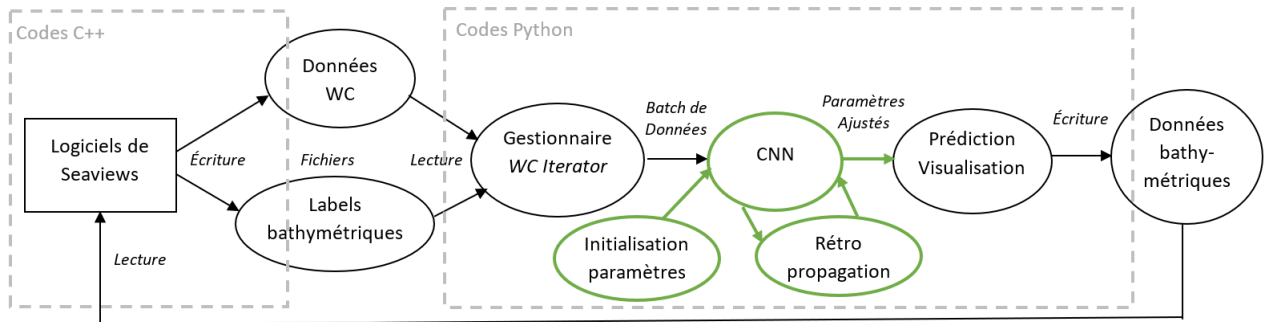 Codes C++
Codes Python
Données
WC
Logiciels de
Seaviews
Écriture
Fichiers
Lecture
Labels
bathymétriques
Gestionnaire
WC Iterator
Batch de
Données
CNN
Paramètres
Ajustés
Prédiction
Visualisation
Écriture
Données
bathy-
métriques
Initialisation
paramètres
Rétro
propagation
Lecture